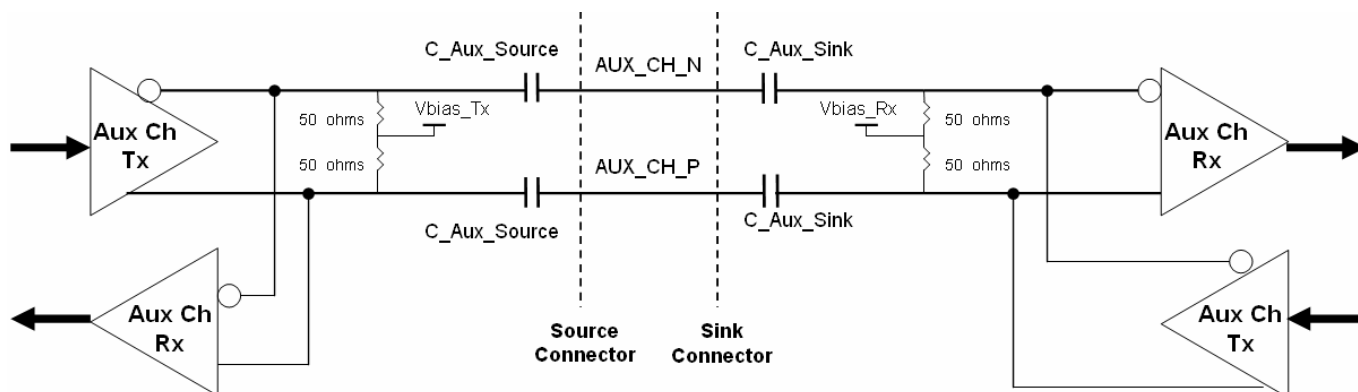 C_Aux_Source
AUX_CH_N
C_Aux_Sink
Aux Ch
Tx
50 ohms
Vbias_Tx
50 ohms
Vbias_Rx
50 ohms
50 ohms
Aux Ch
Rx
AUX_CH_P
C_Aux_Source
C_Aux_Sink
Aux Ch
Rx
Source
Connector
Sink
Connector
Aux Ch
Tx